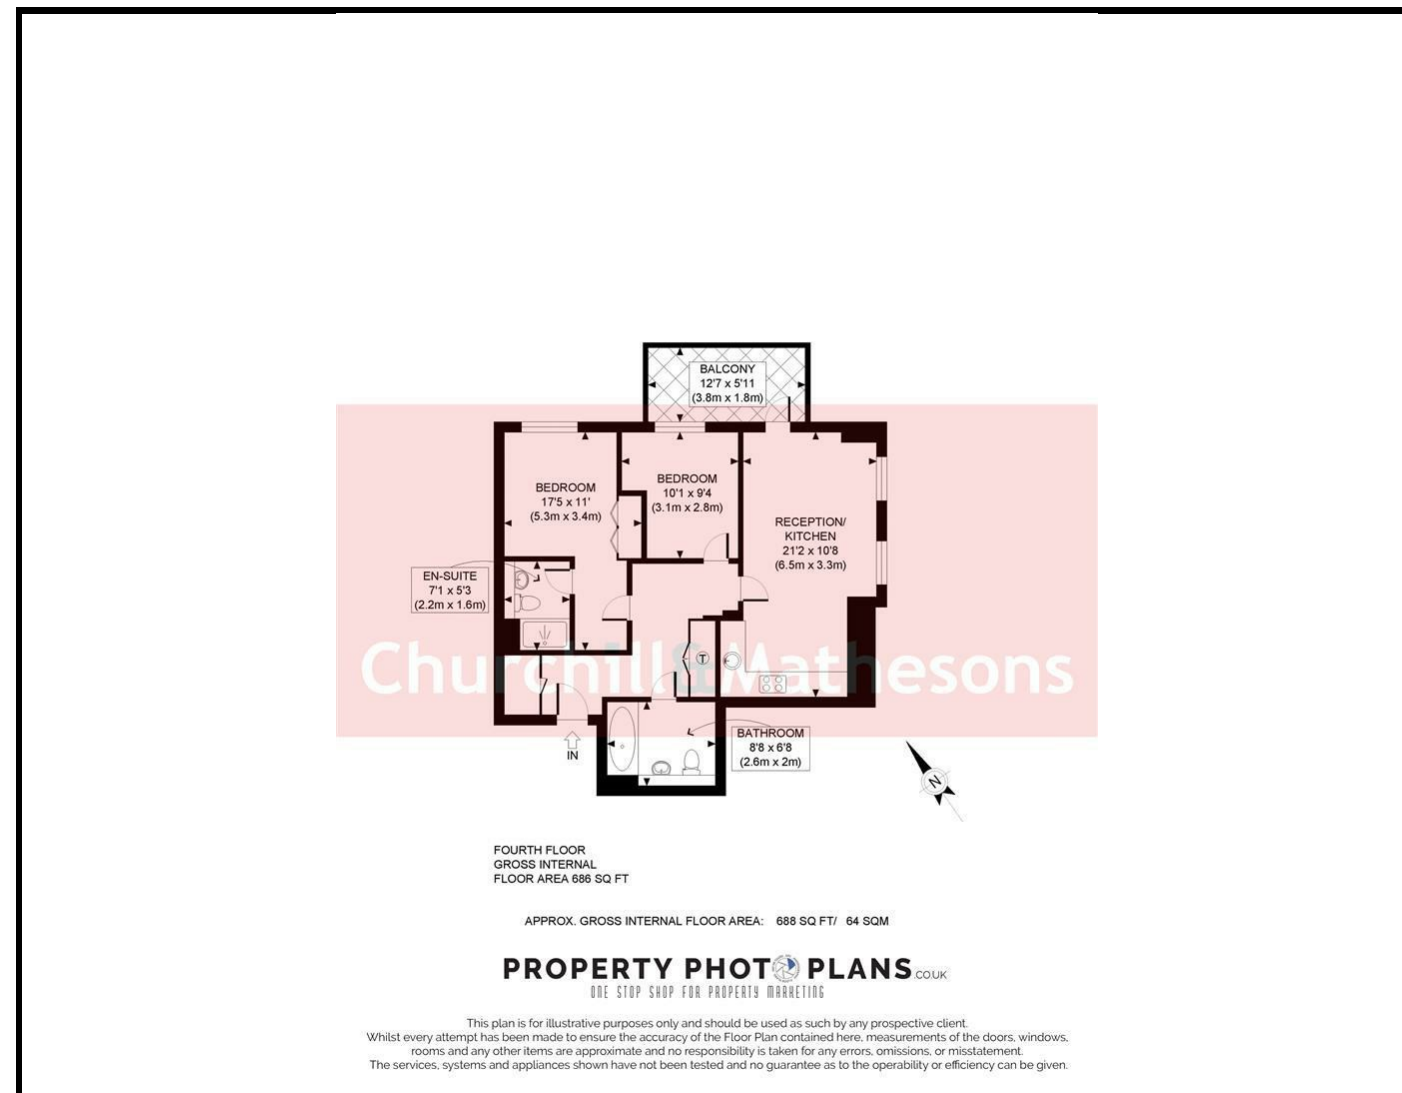 BALCONY
12'7 x 5'11
(3.8m x 1.8m)
BEDROOM
17'5 x 11'
(5.3m x 3.4m)
BEDROOM
10'1 x 9'4
(3.1m x 2.8m)
RECEPTION/
KITCHEN
21'2 x 10'8
(6.5m x 3.3m)
EN-SUITE
7'1 x 5'3
(2.2m x 1.6m)
T
Churchill&Mathesons
BATHROOM
8'8 x 6'8
(2.6m x 2m)
IN
N
FOURTH FLOOR
GROSS INTERNAL
FLOOR AREA 686 SQ FT
APPROX. GROSS INTERNAL FLOOR AREA: 688 SQ FT/ 64 SQM
PROPERTY PHOTO PLANS.CO.UK
ONE STOP SHOP FOR PROPERTY MARKETING
This plan is for illustrative purposes only and should be used as such by any prospective client.
Whilst every attempt has been made to ensure the accuracy of the Floor Plan contained here, measurements of the doors, windows,
rooms and any other items are approximate and no responsibility is taken for any errors, omissions, or misstatement.
The services, systems and appliances shown have not been tested and no guarantee as to the operability or efficiency can be given.